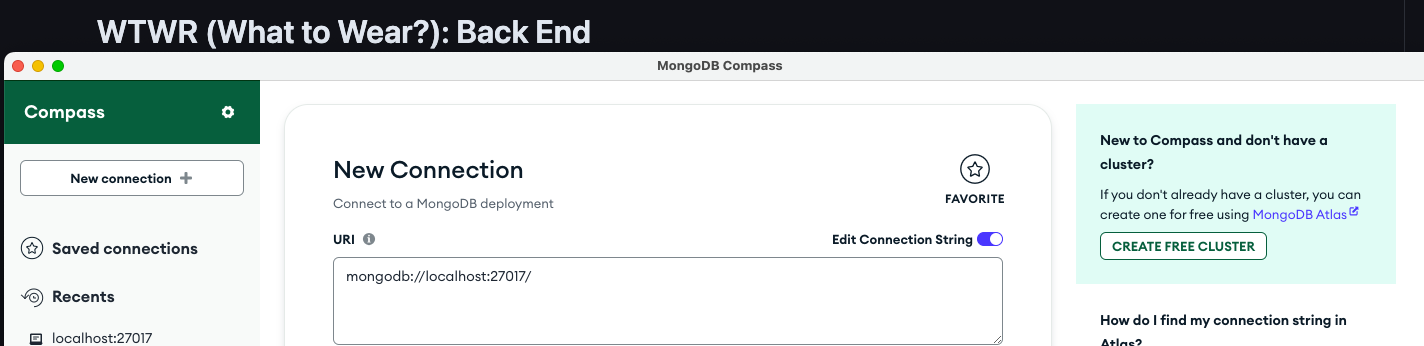 WTWR (What to Wear?): Back End
MongoDB Compass
Compass
New connection
Saved connections
Recents
localhost:27017
New Connection
Connect to a MongoDB deployment
FAVORITE
URI
Edit Connection String
mongodb://localhost:27017/
New to Compass and don't have a
cluster?
If you don't already have a cluster, you can
create one for free using MongoDB Atlas
CREATE FREE CLUSTER
How do I find my connection string in
Atlas?